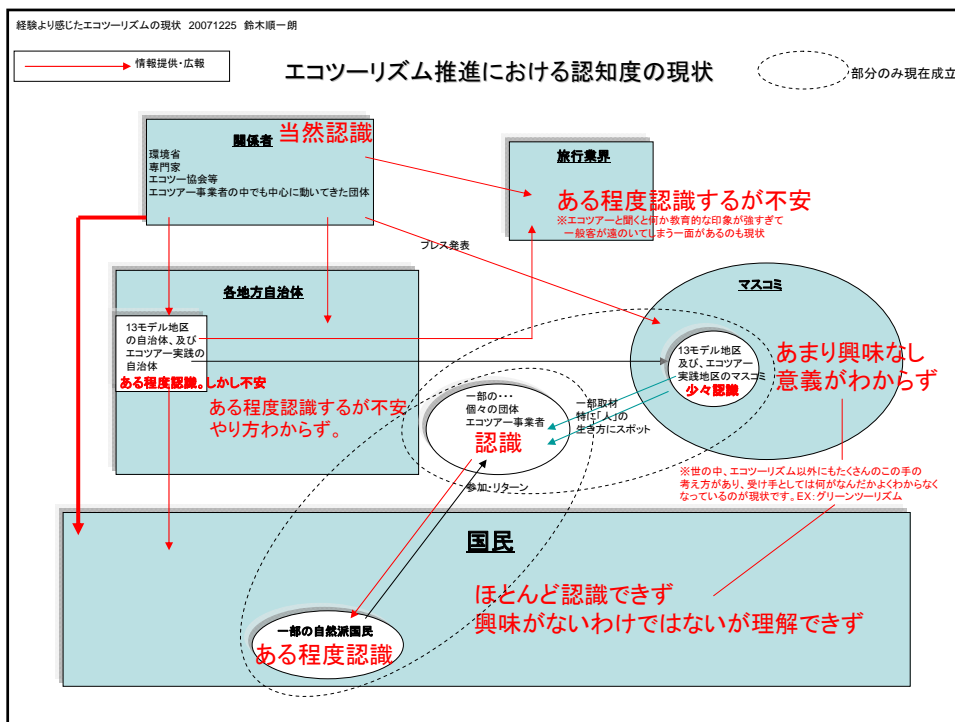 経験より感じたエコツーリズムの現状 20071225 鈴木順一朗
情報提供・広報
エコツーリズム推進における認知度の現状
部分のみ現在成立
関係者
当然認識
環境省
専門家
エコツー協会等
エコツアー事業者の中でも中心に動いてきた団体
旅行業界
ある程度認識するが不安
※エコツアーと聞くと何か教育的な印象が強すぎて
一般客が遠のいてしまう一面があるのも現状
プレス発表
各地方自治体
13モデル地区
の自治体、及び
エコツアー実践の
自治体
ある程度認識。しかし不安
ある程度認識するが不安
やり方わからず。
マスコミ
13モデル地区
及び、エコツアー
実践地区のマスコミ
少々認識
あまり興味なし
意義がわからず
一部の・・・
個々の団体
エコツアー事業者
認識
一部取材
特に「人」の
生き方にスポット
参加・リターン
※世の中、エコツーリズム以外にもたくさんのこの手の
考え方があり、受け手としては何がなんだかよくわからなく
なっているのが現状です。EX:グリーンツーリズム
国民
ほとんど認識できず
興味がないわけではないが理解できず
一部の自然派国民
ある程度認識